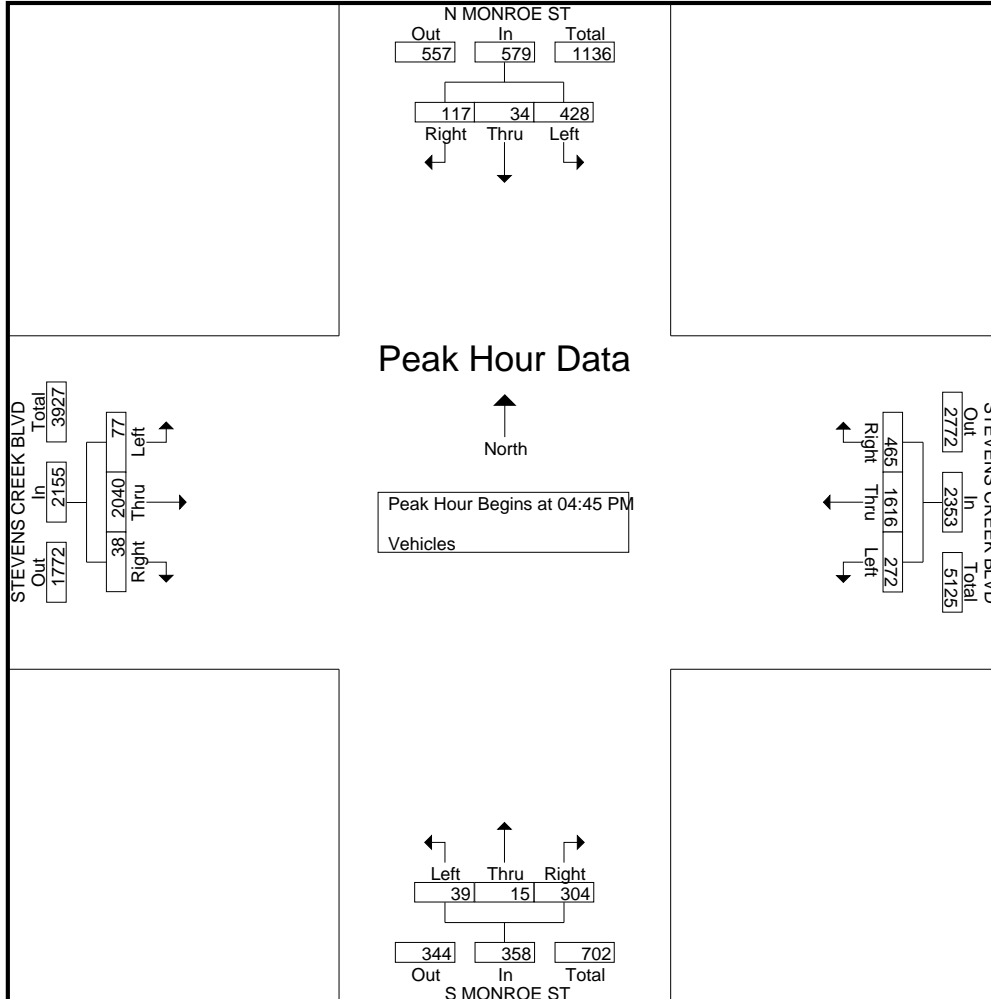 N MONROE ST
Out In Total
557 579 1136
117 34 428
Right Thru Left
Peak Hour Data
North
Peak Hour Begins at 04:45 PM
Vehicles
STEVENS CREEK BLVD
Total In Out
3927 2155 1772
77 2040 38
Left Thru Right
STEVENS CREEK BLVD
Out In Total
2772 2353 5125
465 1616 272
Right Thru Left
Left Thru Right
39 15 304
344 358 702
Out In Total
S MONROE ST